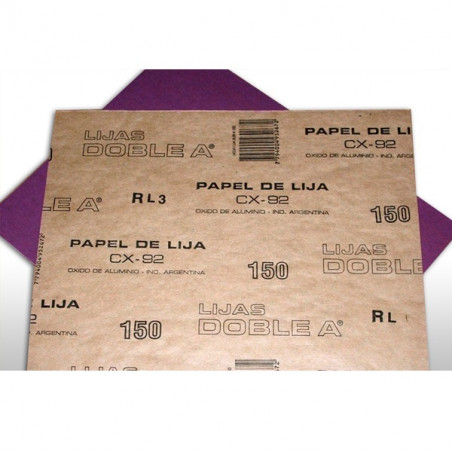 LIJAS
DOBLE A®
PAPEL DE LIJA
CX-92
OXIDO DE ALUMINIO - IND. ARGENTINA
BLE A®
RL3
PAPEL DE LIJA
CX-92
OXIDO DE ALUMINIO - IND. ARGENTINA
150
PAPEL DE LIJA
CX-92
OXIDO DE ALUMINIO - IND. ARGENTINA
150
LIJAS
DOBLE A®
RL
LIJA
. ARGENTINA
150
LIJAS